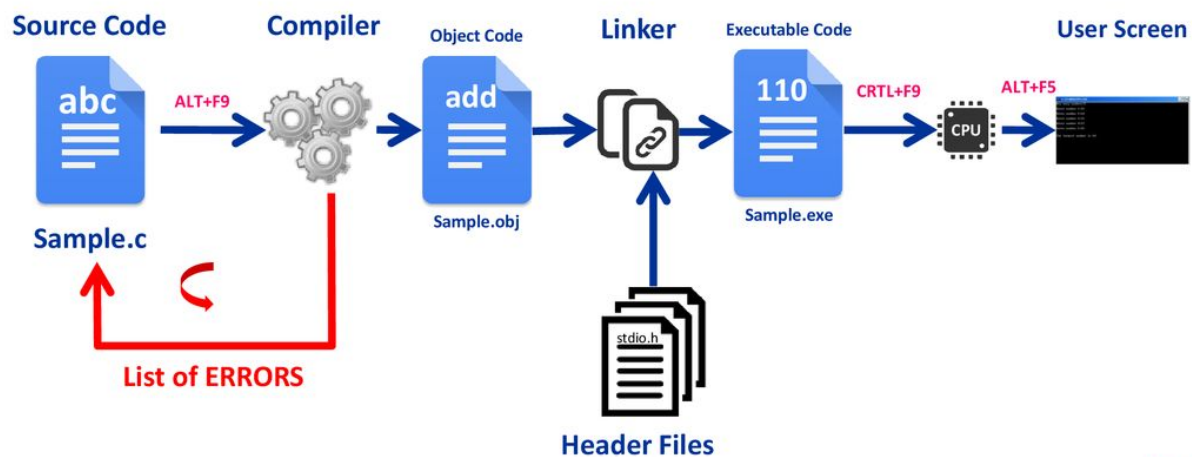 Source Code
Compiler
Object Code
Linker
Executable Code
User Screen
abc
ALT+F9
add
110
CRTL+F9
CPU
ALT+F5
Sample.c
Sample.obj
Sample.exe
stdio.h
List of ERRORS
Header Files